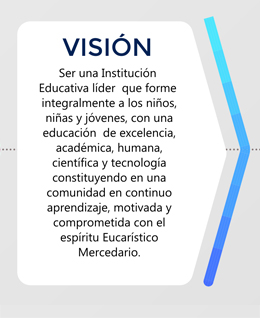 VISIÓN
Ser una Institución
Educativa líder que forme
integralmente a los niños,
niñas y jóvenes, con una
educación de excelencia,
académica, humana,
científica y tecnología
constituyendo en una
comunidad en continuo
aprendizaje, motivada y
comprometida con el
espíritu Eucarístico
Mercedario.